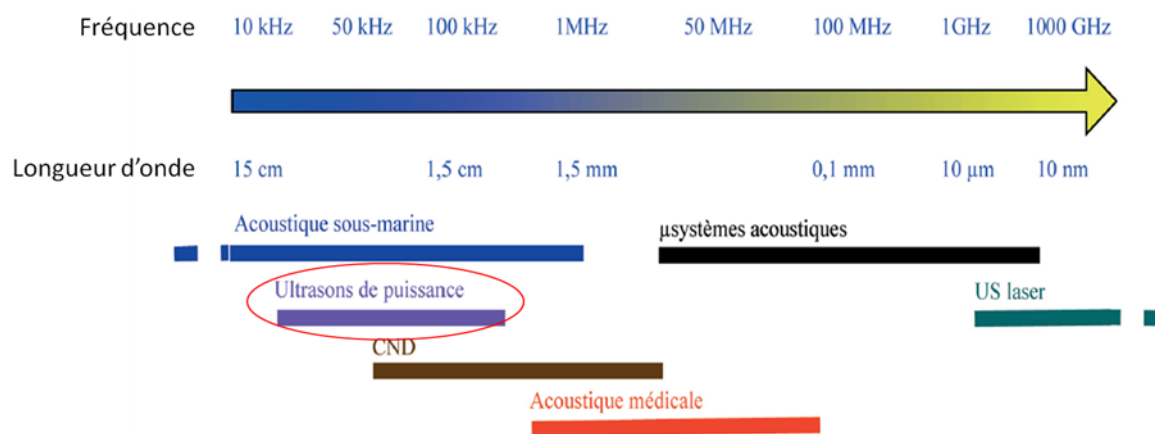 Fréquence 10 kHz 50 kHz 100 kHz 1MHz 50 MHz 100 MHz 1GHz 1000 GHz
Longueur d'onde 15 cm 1,5 cm 1,5 mm 0,1 mm 10 µm 10 nm
Acoustique sous-marine µsystèmes acoustiques
Ultrasons de puissance US laser
CND
Acoustique médicale